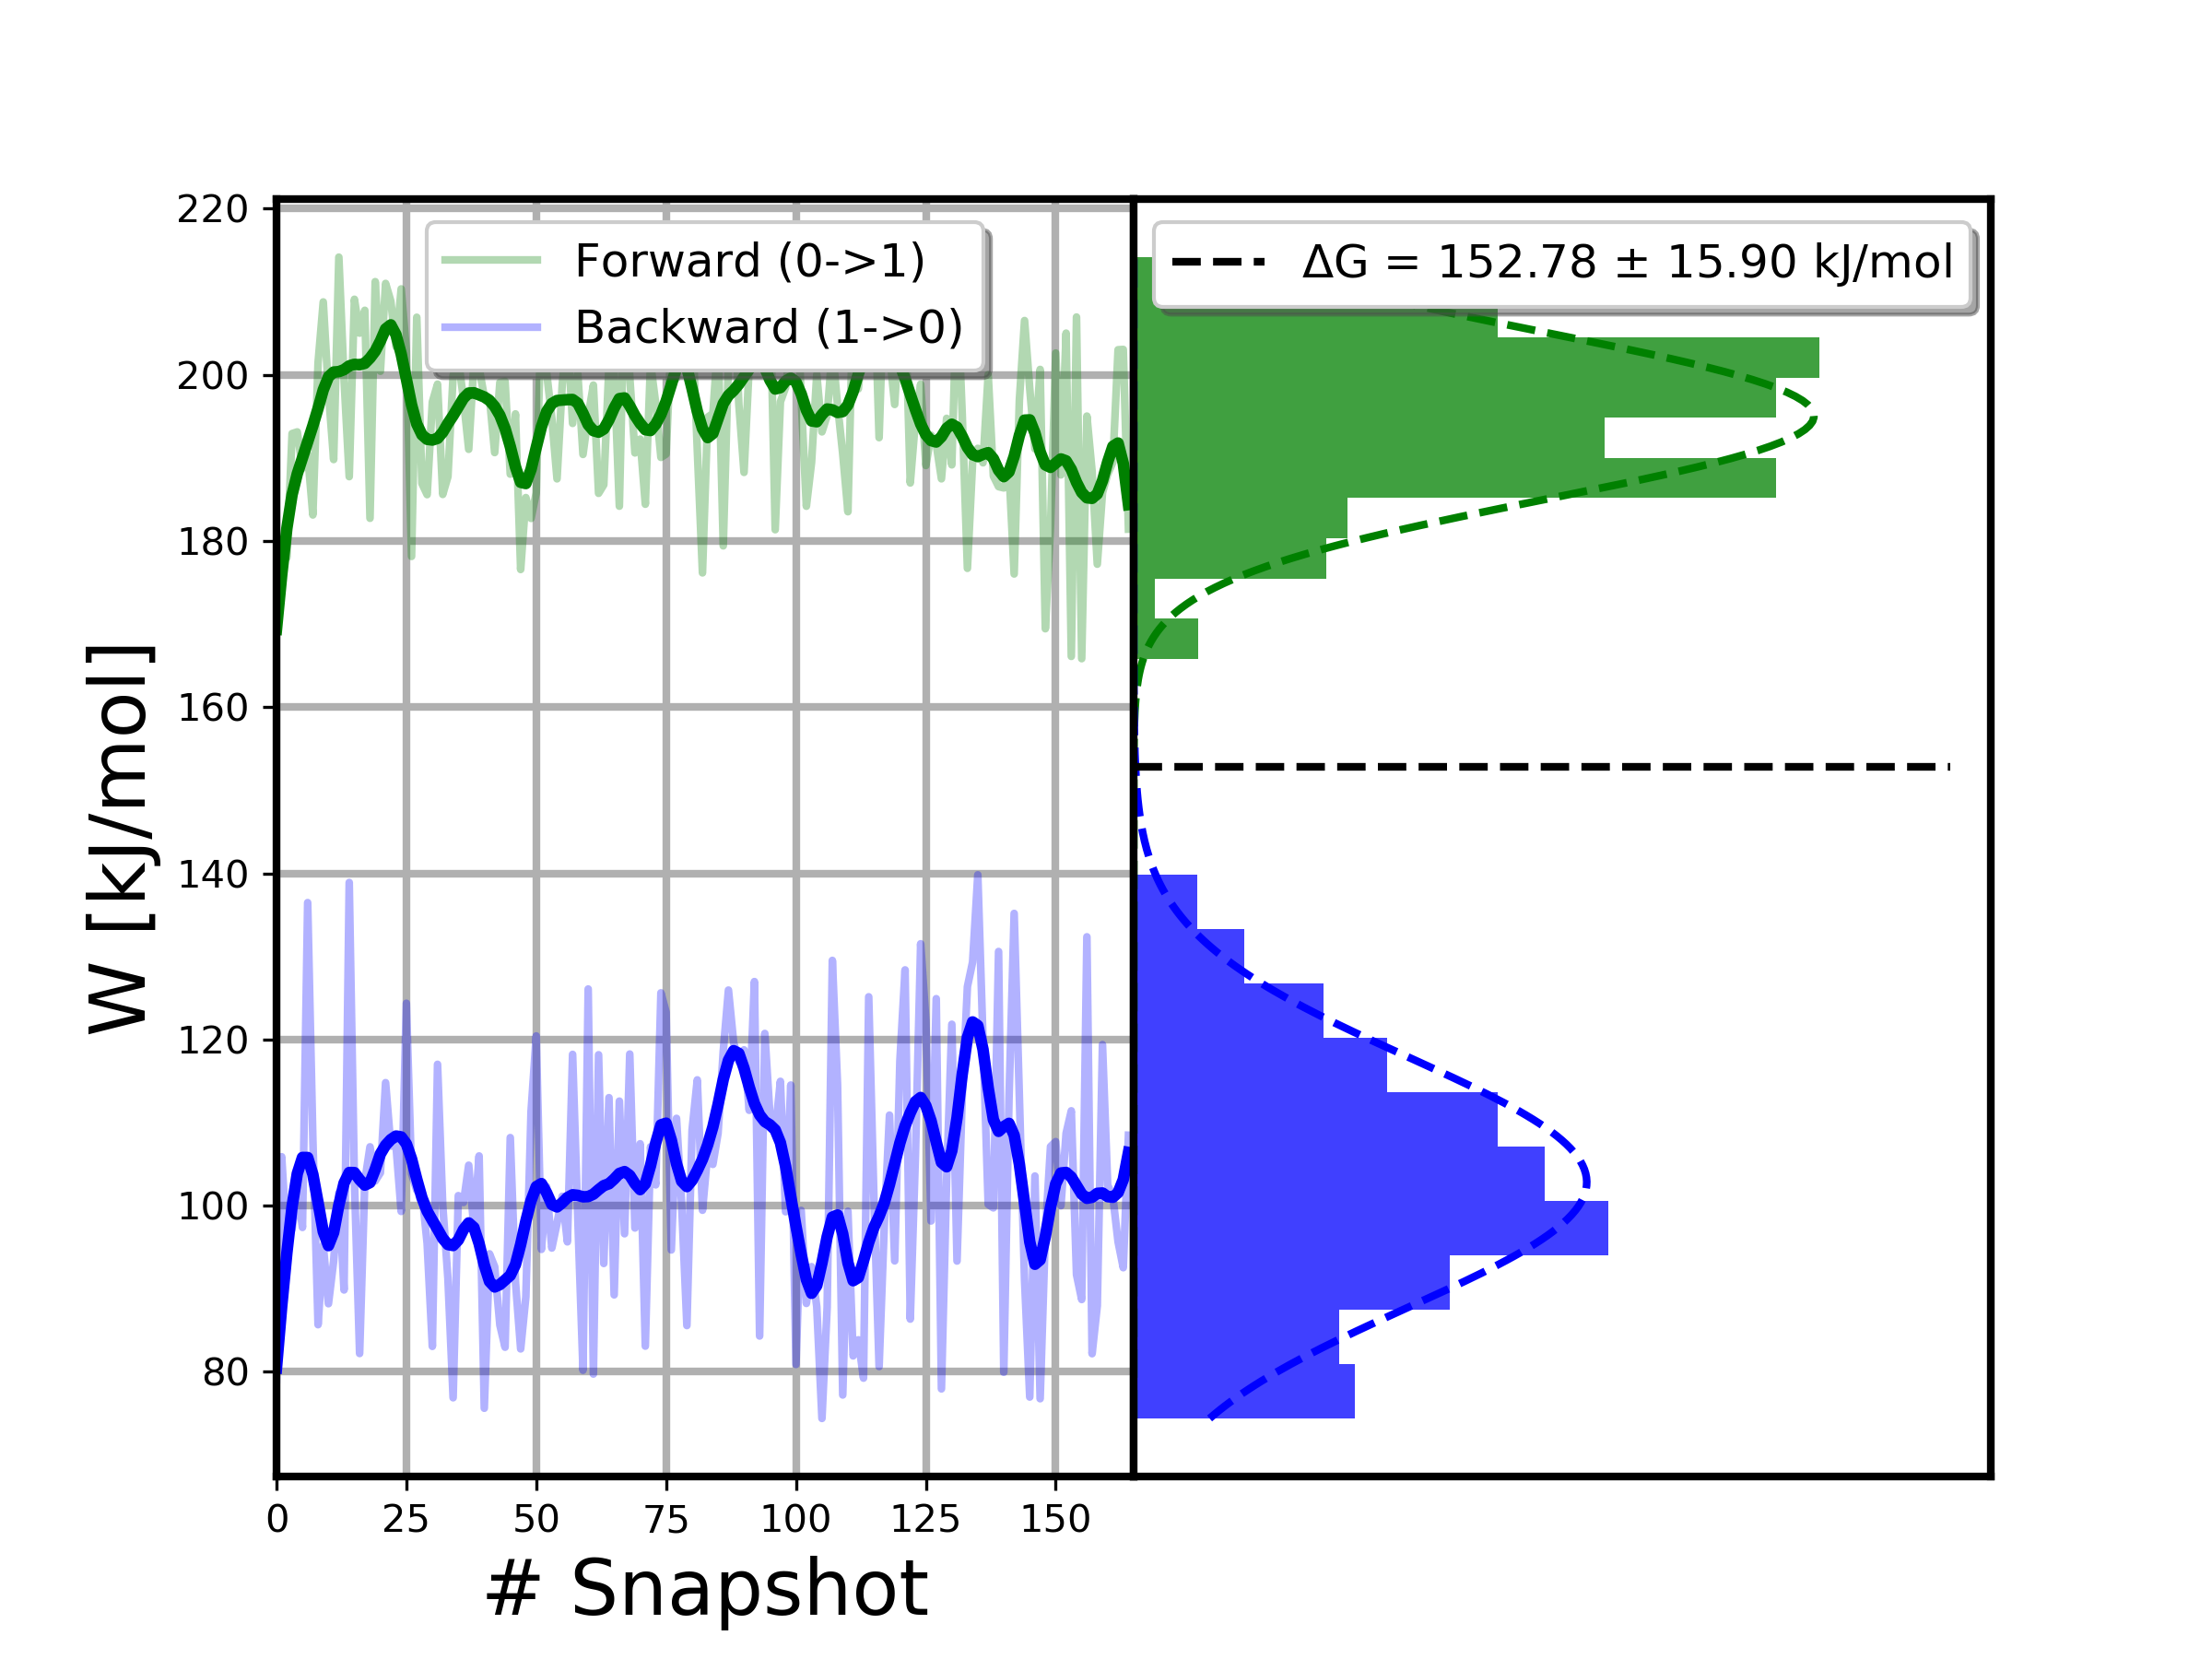 220
200
180
160
140
120
100
80
W [kJ/mol]
Forward (0->1)
Backward (1->0)
ΔG = 152.78 ± 15.90 kJ/mol
0 25 50 75 100 125 150
# Snapshot